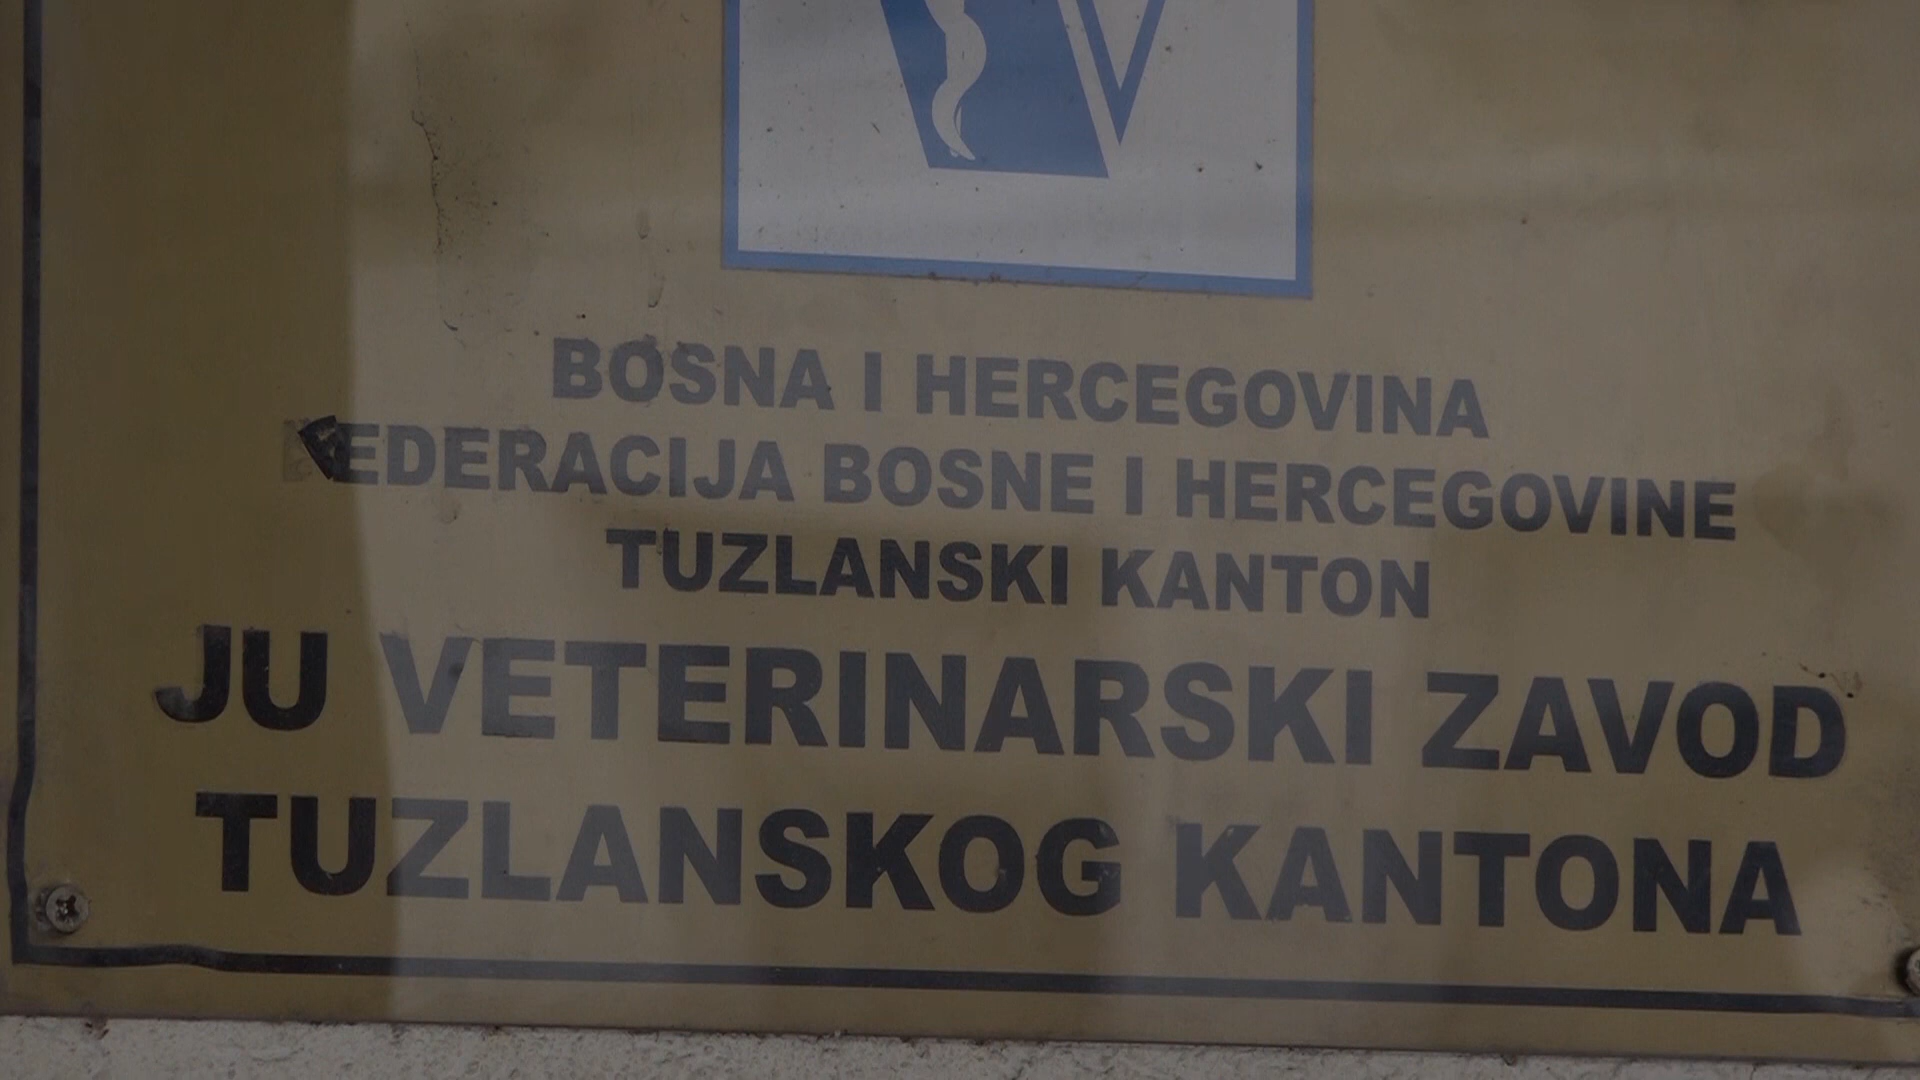 BOSNA I HERCEGOVINA
FEDERACIJA BOSNE I HERCEGOVINE
TUZLANSKI KANTON
JU VETERINARSKI ZAVOD
TUZLANSKOG KANTONA